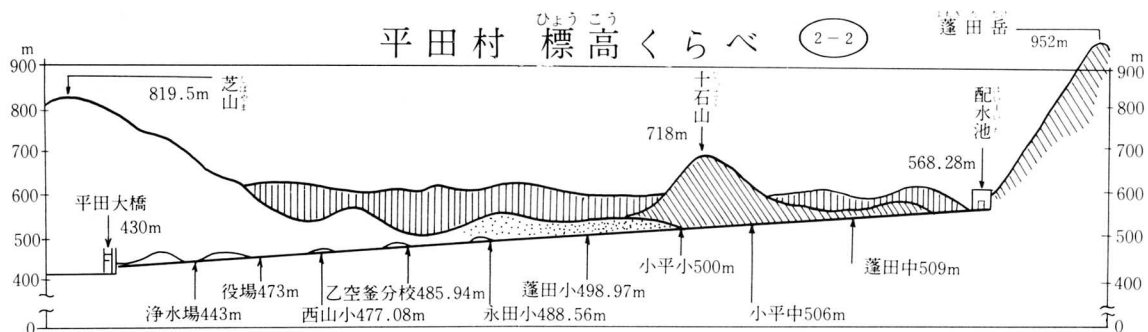 ひょう こう
平田村 標高くらべ 2-2
蓬田岳
952m
m
900
800
700
600
500
400
0
芝山
819.5m
十石山
718m
配水池
568.28m
平田大橋
430m
m
900
800
700
600
500
400
0
浄水場443m
役場473m
西山小477.08m
乙空釜分校485.94m
永田小488.56m
蓬田小498.97m
小平小500m
小平中506m
蓬田中509m